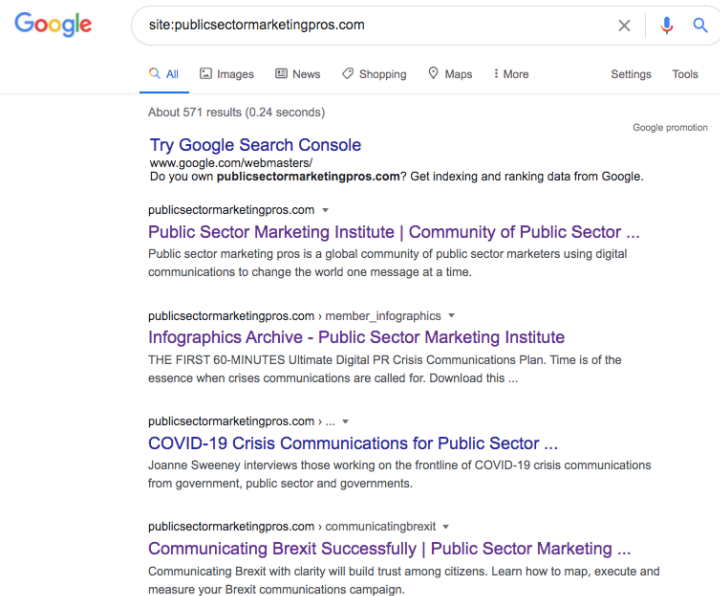 Google
site:publicsectormarketingpros.com
All Images News Shopping Maps More Settings Tools
About 571 results (0.24 seconds)
Google promotion
Try Google Search Console
www.google.com/webmasters/
Do you own publicsectormarketingpros.com? Get indexing and ranking data from Google.
publicsectormarketingpros.com
Public Sector Marketing Institute | Community of Public Sector ...
Public sector marketing pros is a global community of public sector marketers using digital
communications to change the world one message at a time.
publicsectormarketingpros.com › member_infographics
Infographics Archive - Public Sector Marketing Institute
THE FIRST 60-MINUTES Ultimate Digital PR Crisis Communications Plan. Time is of the
essence when crises communications are called for. Download this ...
publicsectormarketingpros.com › ...
COVID-19 Crisis Communications for Public Sector ...
Joanne Sweeney interviews those working on the frontline of COVID-19 crisis communications
from government, public sector and governments.
publicsectormarketingpros.com › communicatingbrexit
Communicating Brexit Successfully | Public Sector Marketing ...
Communicating Brexit with clarity will build trust among citizens. Learn how to map, execute and
measure your Brexit communications campaign.